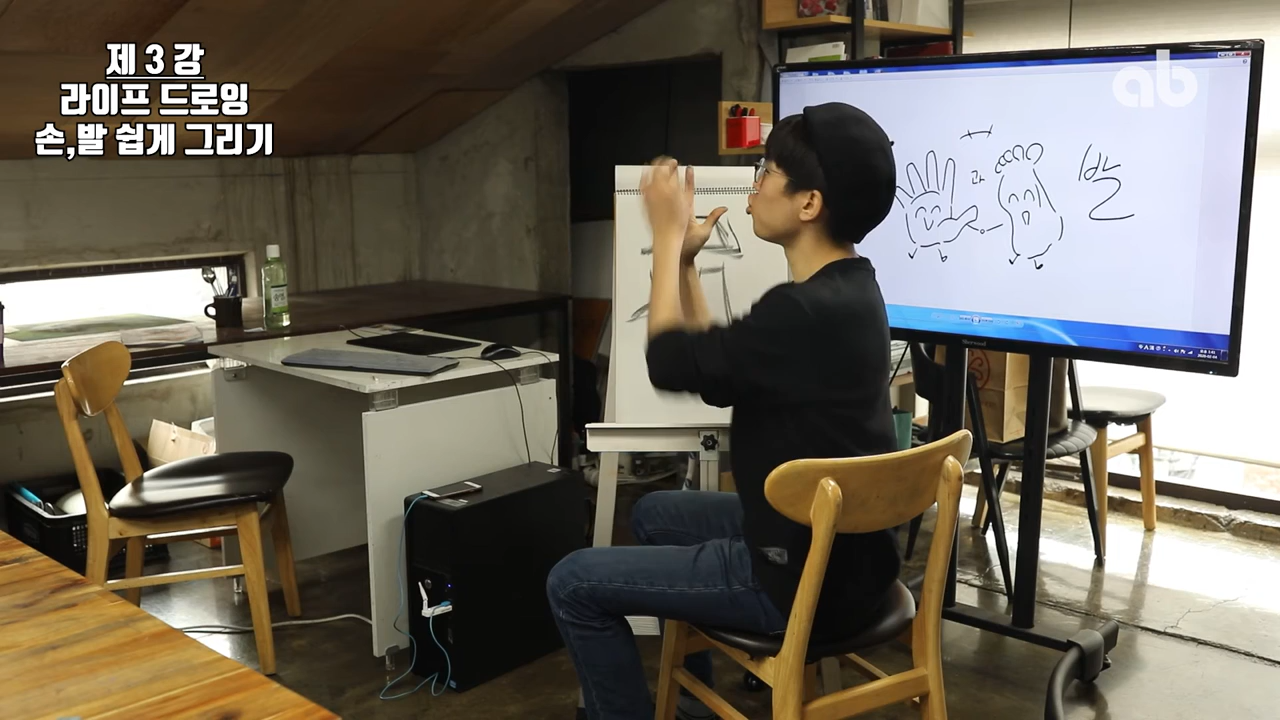 제 3 강
라이프 드로잉
손,발 쉽게 그리기
ab
과
발